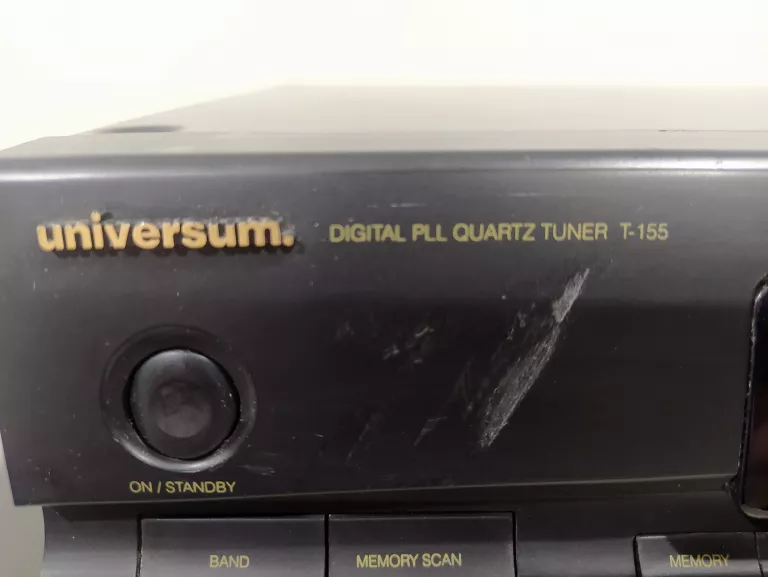 universum.
DIGITAL PLL QUARTZ TUNER T-155
ON / STANDBY
BAND
MEMORY SCAN
MEMORY